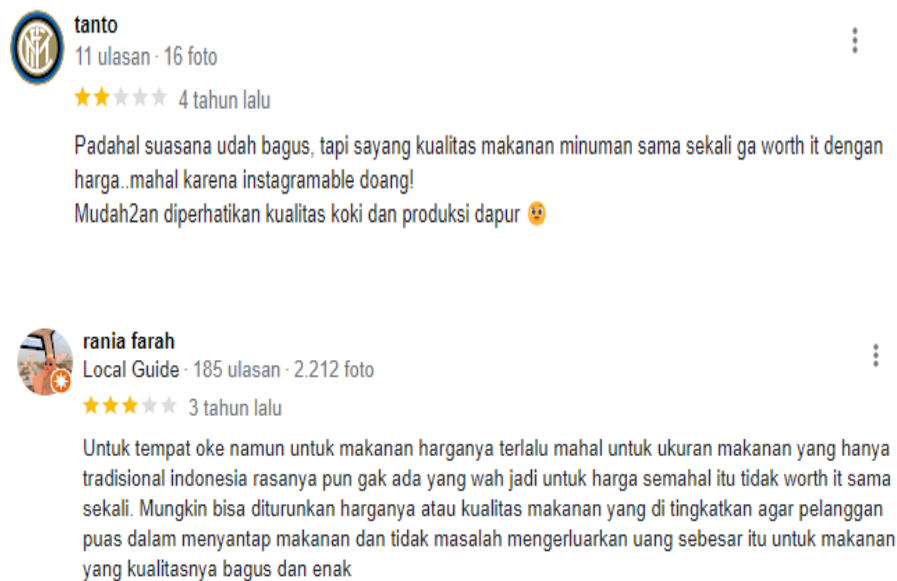 tanto
11 ulasan · 16 foto
4 tahun lalu
Padahal suasana udah bagus, tapi sayang kualitas makanan minuman sama sekali ga worth it dengan
harga..mahal karena instagramable doang!
Mudah2an diperhatikan kualitas koki dan produksi dapur 🤨
rania farah
Local Guide · 185 ulasan · 2.212 foto
3 tahun lalu
Untuk tempat oke namun untuk makanan harganya terlalu mahal untuk ukuran makanan yang hanya
tradisional indonesia rasanya pun gak ada yang wah jadi untuk harga semahal itu tidak worth it sama
sekali. Mungkin bisa diturunkan harganya atau kualitas makanan yang di tingkatkan agar pelanggan
puas dalam menyantap makanan dan tidak masalah mengerluarkan uang sebesar itu untuk makanan
yang kualitasnya bagus dan enak